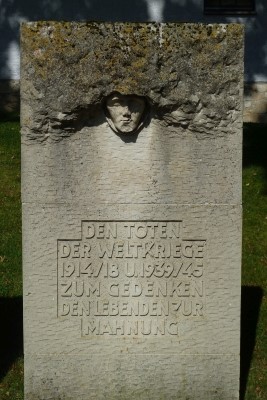 DEN TOTEN
DER WELTKRIEGE
1914/18 U. 1939/45
ZUM GEDENKEN
DEN LEBENDEN ZUR
MAHNUNG